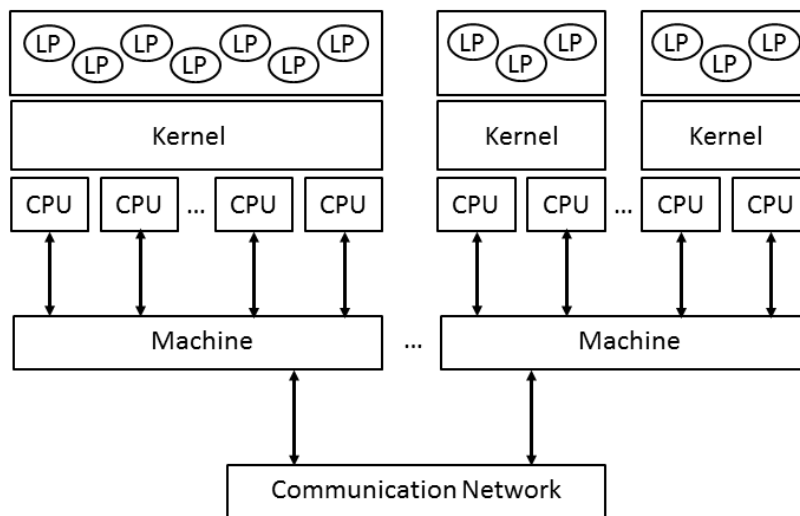 LP LP LP LP LP LP LP LP LP LP LP LP LP
Kernel Kernel Kernel
CPU CPU ... CPU CPU CPU CPU ... CPU CPU
Machine ... Machine
Communication Network